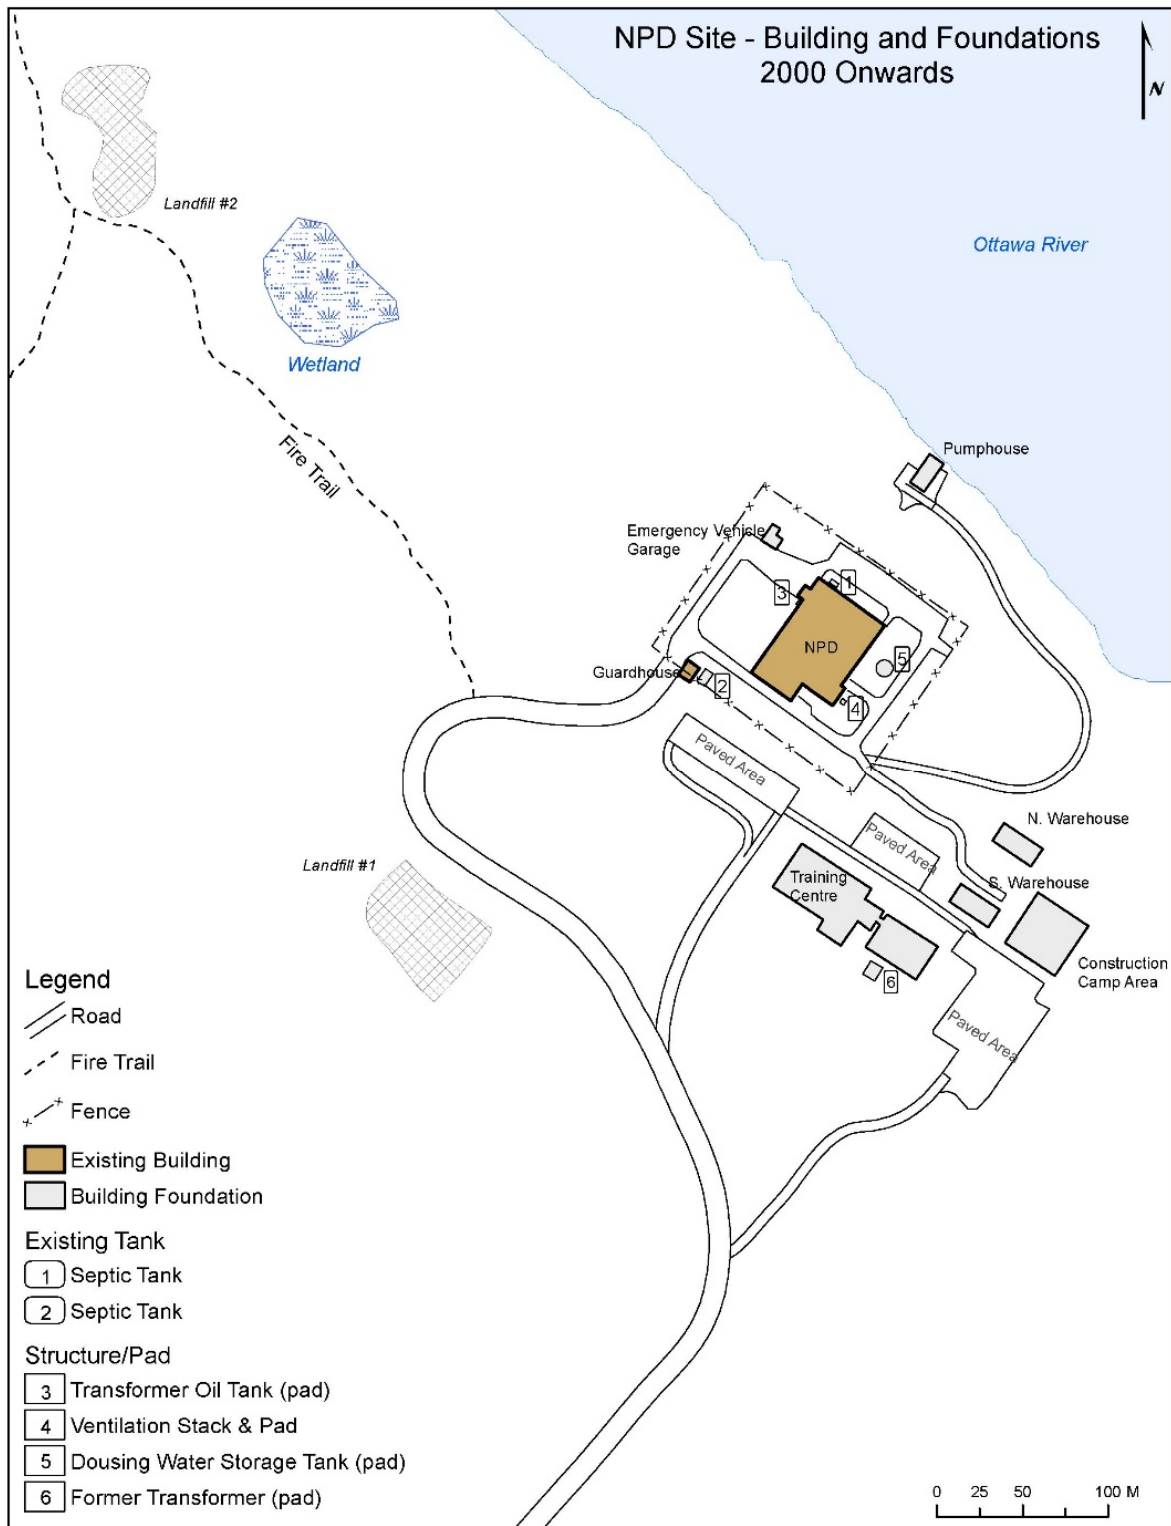 NPD Site - Building and Foundations
2000 Onwards
N
Landfill #2
Ottawa River
Wetland
Fire Trail
Pumphouse
Emergency Vehicle
Garage
1
3
NPD
5
Guardhouse
2
4
Paved Area
N. Warehouse
Paved Area
Landfill #1
Training
Centre
S. Warehouse
Construction
Camp Area
6
Paved Area
Legend
Road
Fire Trail
Fence
Existing Building
Building Foundation
Existing Tank
1 Septic Tank
2 Septic Tank
Structure/Pad
3 Transformer Oil Tank (pad)
4 Ventilation Stack & Pad
5 Dousing Water Storage Tank (pad)
6 Former Transformer (pad)
0 25 50 100 M